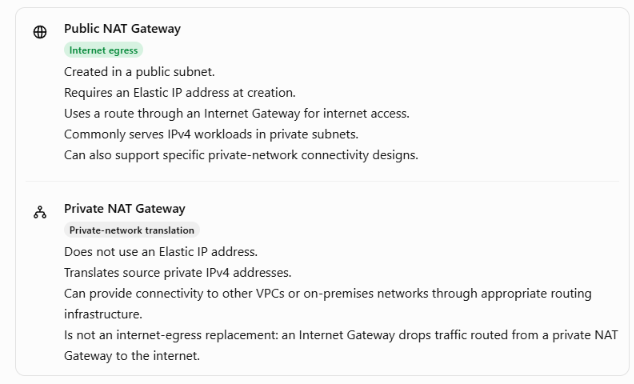 Public NAT Gateway
Internet egress
Created in a public subnet.
Requires an Elastic IP address at creation.
Uses a route through an Internet Gateway for internet access.
Commonly serves IPv4 workloads in private subnets.
Can also support specific private-network connectivity designs.
Private NAT Gateway
Private-network translation
Does not use an Elastic IP address.
Translates source private IPv4 addresses.
Can provide connectivity to other VPCs or on-premises networks through appropriate routing
infrastructure.
Is not an internet-egress replacement: an Internet Gateway drops traffic routed from a private NAT
Gateway to the internet.